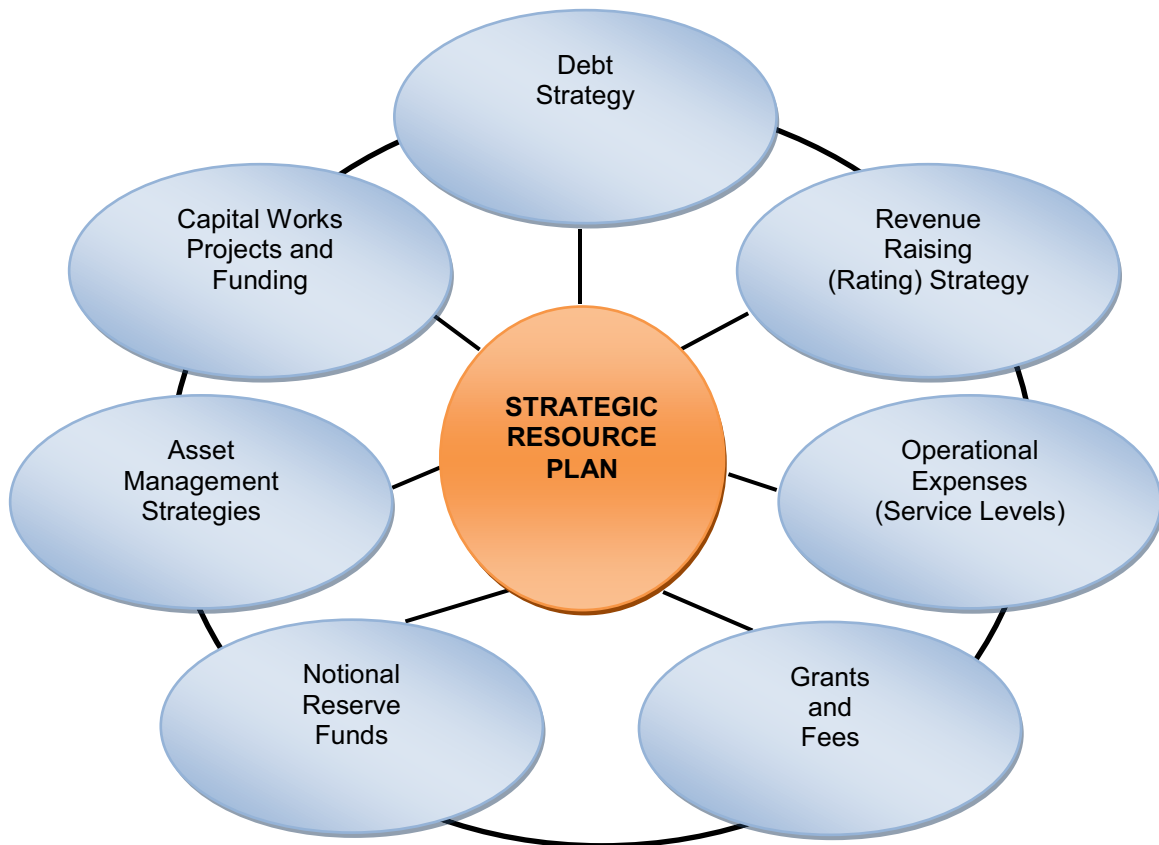 Debt
Strategy
Capital Works
Projects and
Funding
Revenue
Raising
(Rating) Strategy
STRATEGIC
RESOURCE
PLAN
Asset
Management
Strategies
Operational
Expenses
(Service Levels)
Notional
Reserve
Funds
Grants
and
Fees